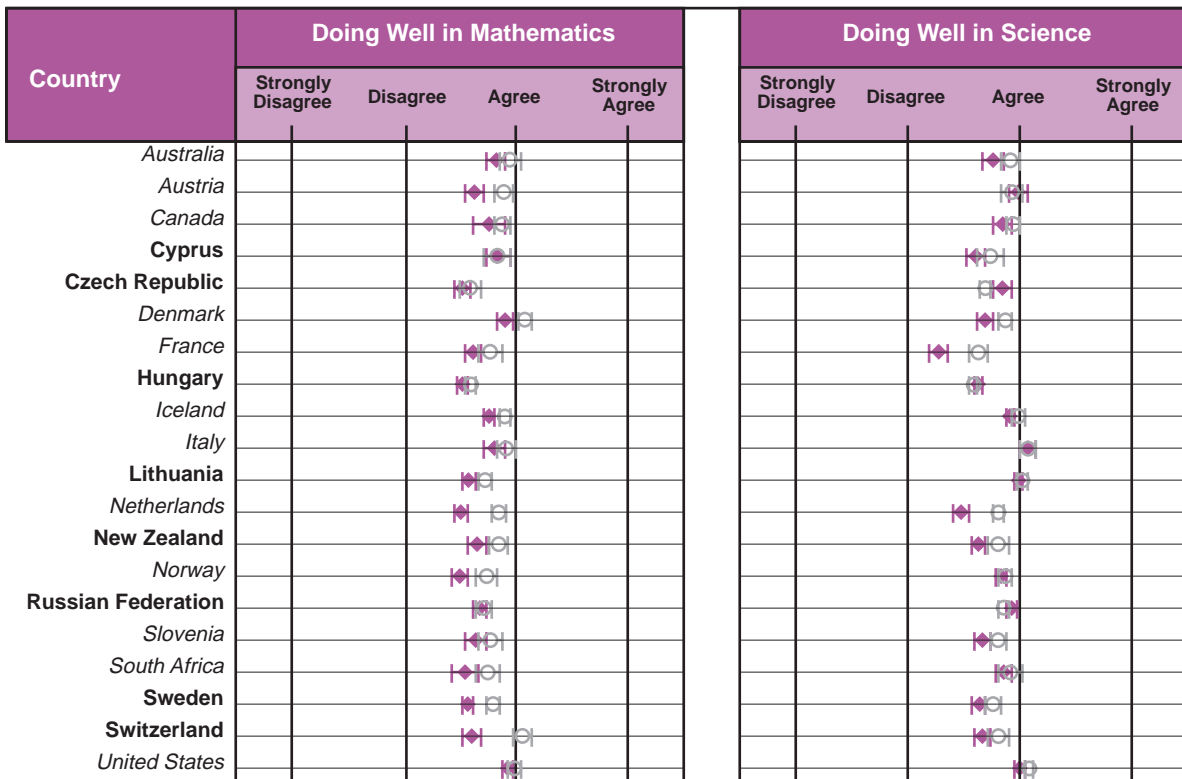 Country
Doing Well in Mathematics
Doing Well in Science
Strongly Disagree
Disagree
Agree
Strongly Agree
Strongly Disagree
Disagree
Agree
Strongly Agree
Australia
Austria
Canada
Cyprus
Czech Republic
Denmark
France
Hungary
Iceland
Italy
Lithuania
Netherlands
New Zealand
Norway
Russian Federation
Slovenia
South Africa
Sweden
Switzerland
United States